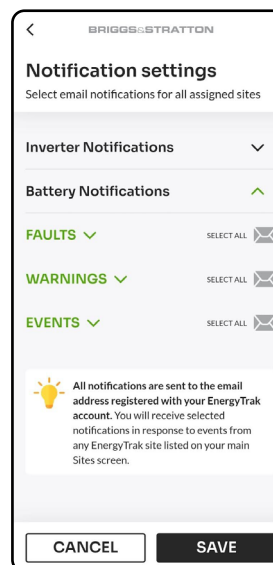 BRIGGS&STRATTON
Notification settings
Select email notifications for all assigned sites
Inverter Notifications
Battery Notifications
FAULTS
SELECT ALL
WARNINGS
SELECT ALL
EVENTS
SELECT ALL
All notifications are sent to the email
address registered with your EnergyTrak
account. You will receive selected
notifications in response to events from
any EnergyTrak site listed on your main
Sites screen.
CANCEL
SAVE